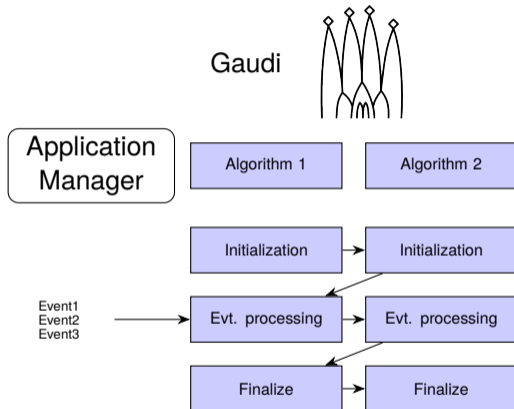 Gaudi
Application
Manager
Algorithm 1
Algorithm 2
Initialization
Initialization
Event1
Event2
Event3
Evt. processing
Evt. processing
Finalize
Finalize